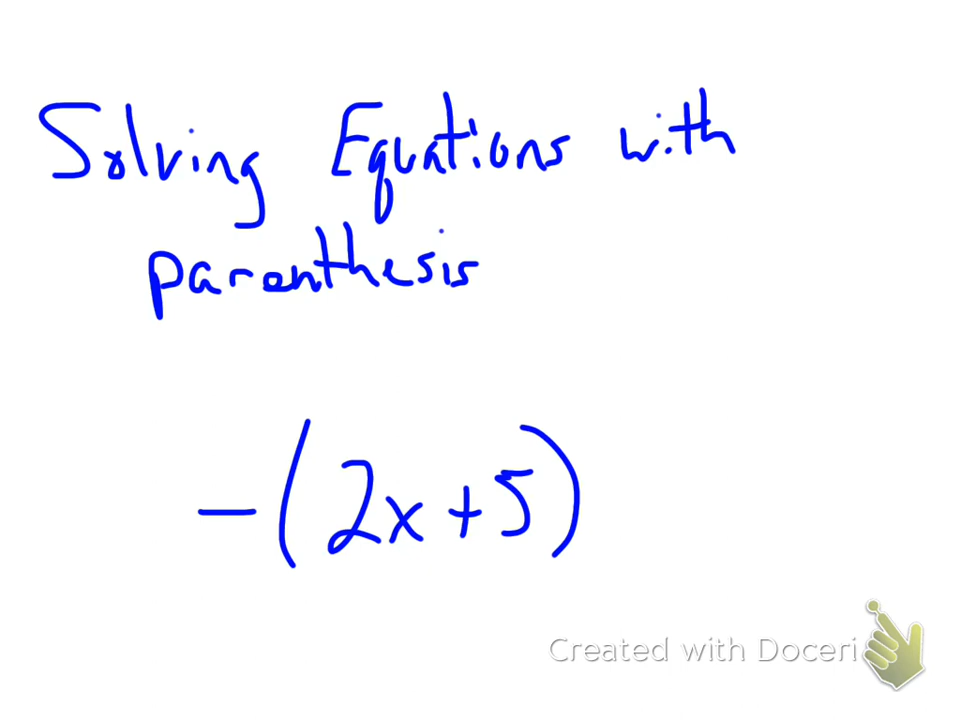 Solving Equations with
parenthesis
-(2x+5)
Created with Doceri